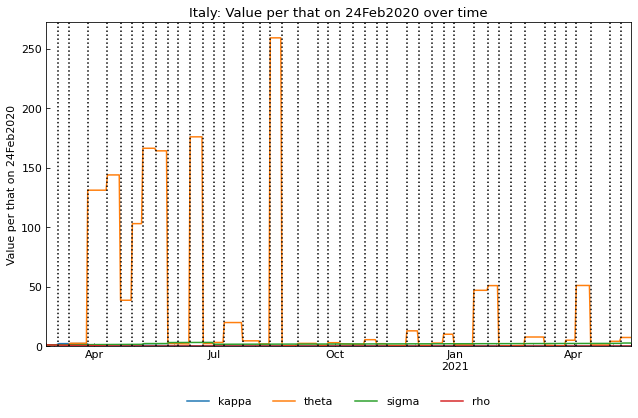 Italy: Value per that on 24Feb2020 over time
Value per that on 24Feb2020
250
200
150
100
50
0
Apr Jul Oct Jan Apr
2021
kappa theta sigma rho